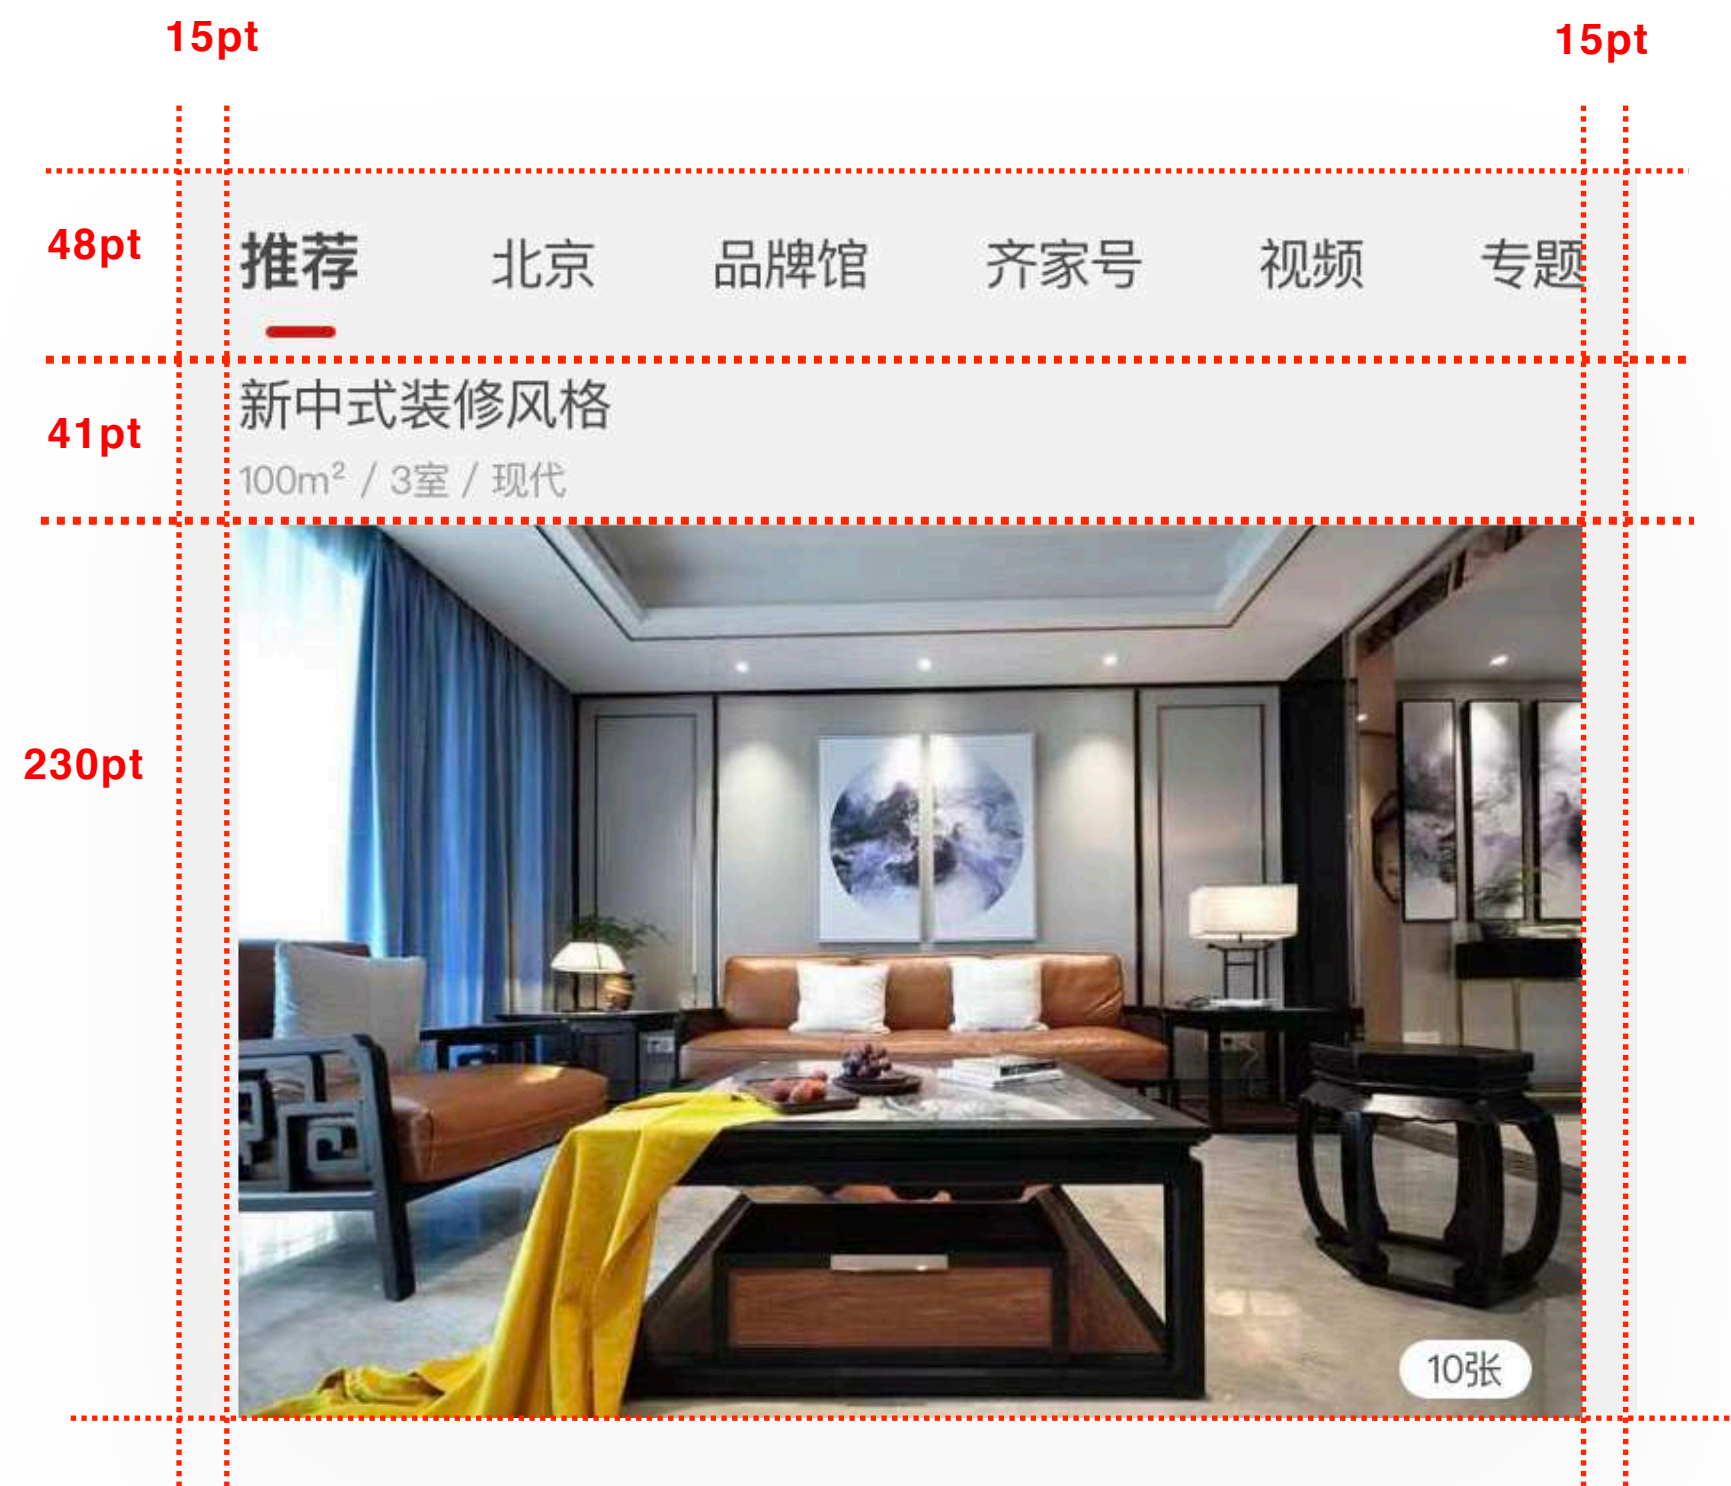 15pt 15pt
48pt
推荐 北京 品牌馆 齐家号 视频 专题
41pt
新中式装修风格
100m² / 3室 / 现代
230pt
10张